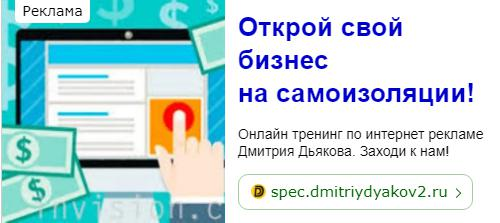 Реклама
Открой свой
бизнес
на самоизоляции!
Онлайн тренинг по интернет рекламе
Дмитрия Дьякова. Заходи к нам!
spec.dmitriydyakov2.ru